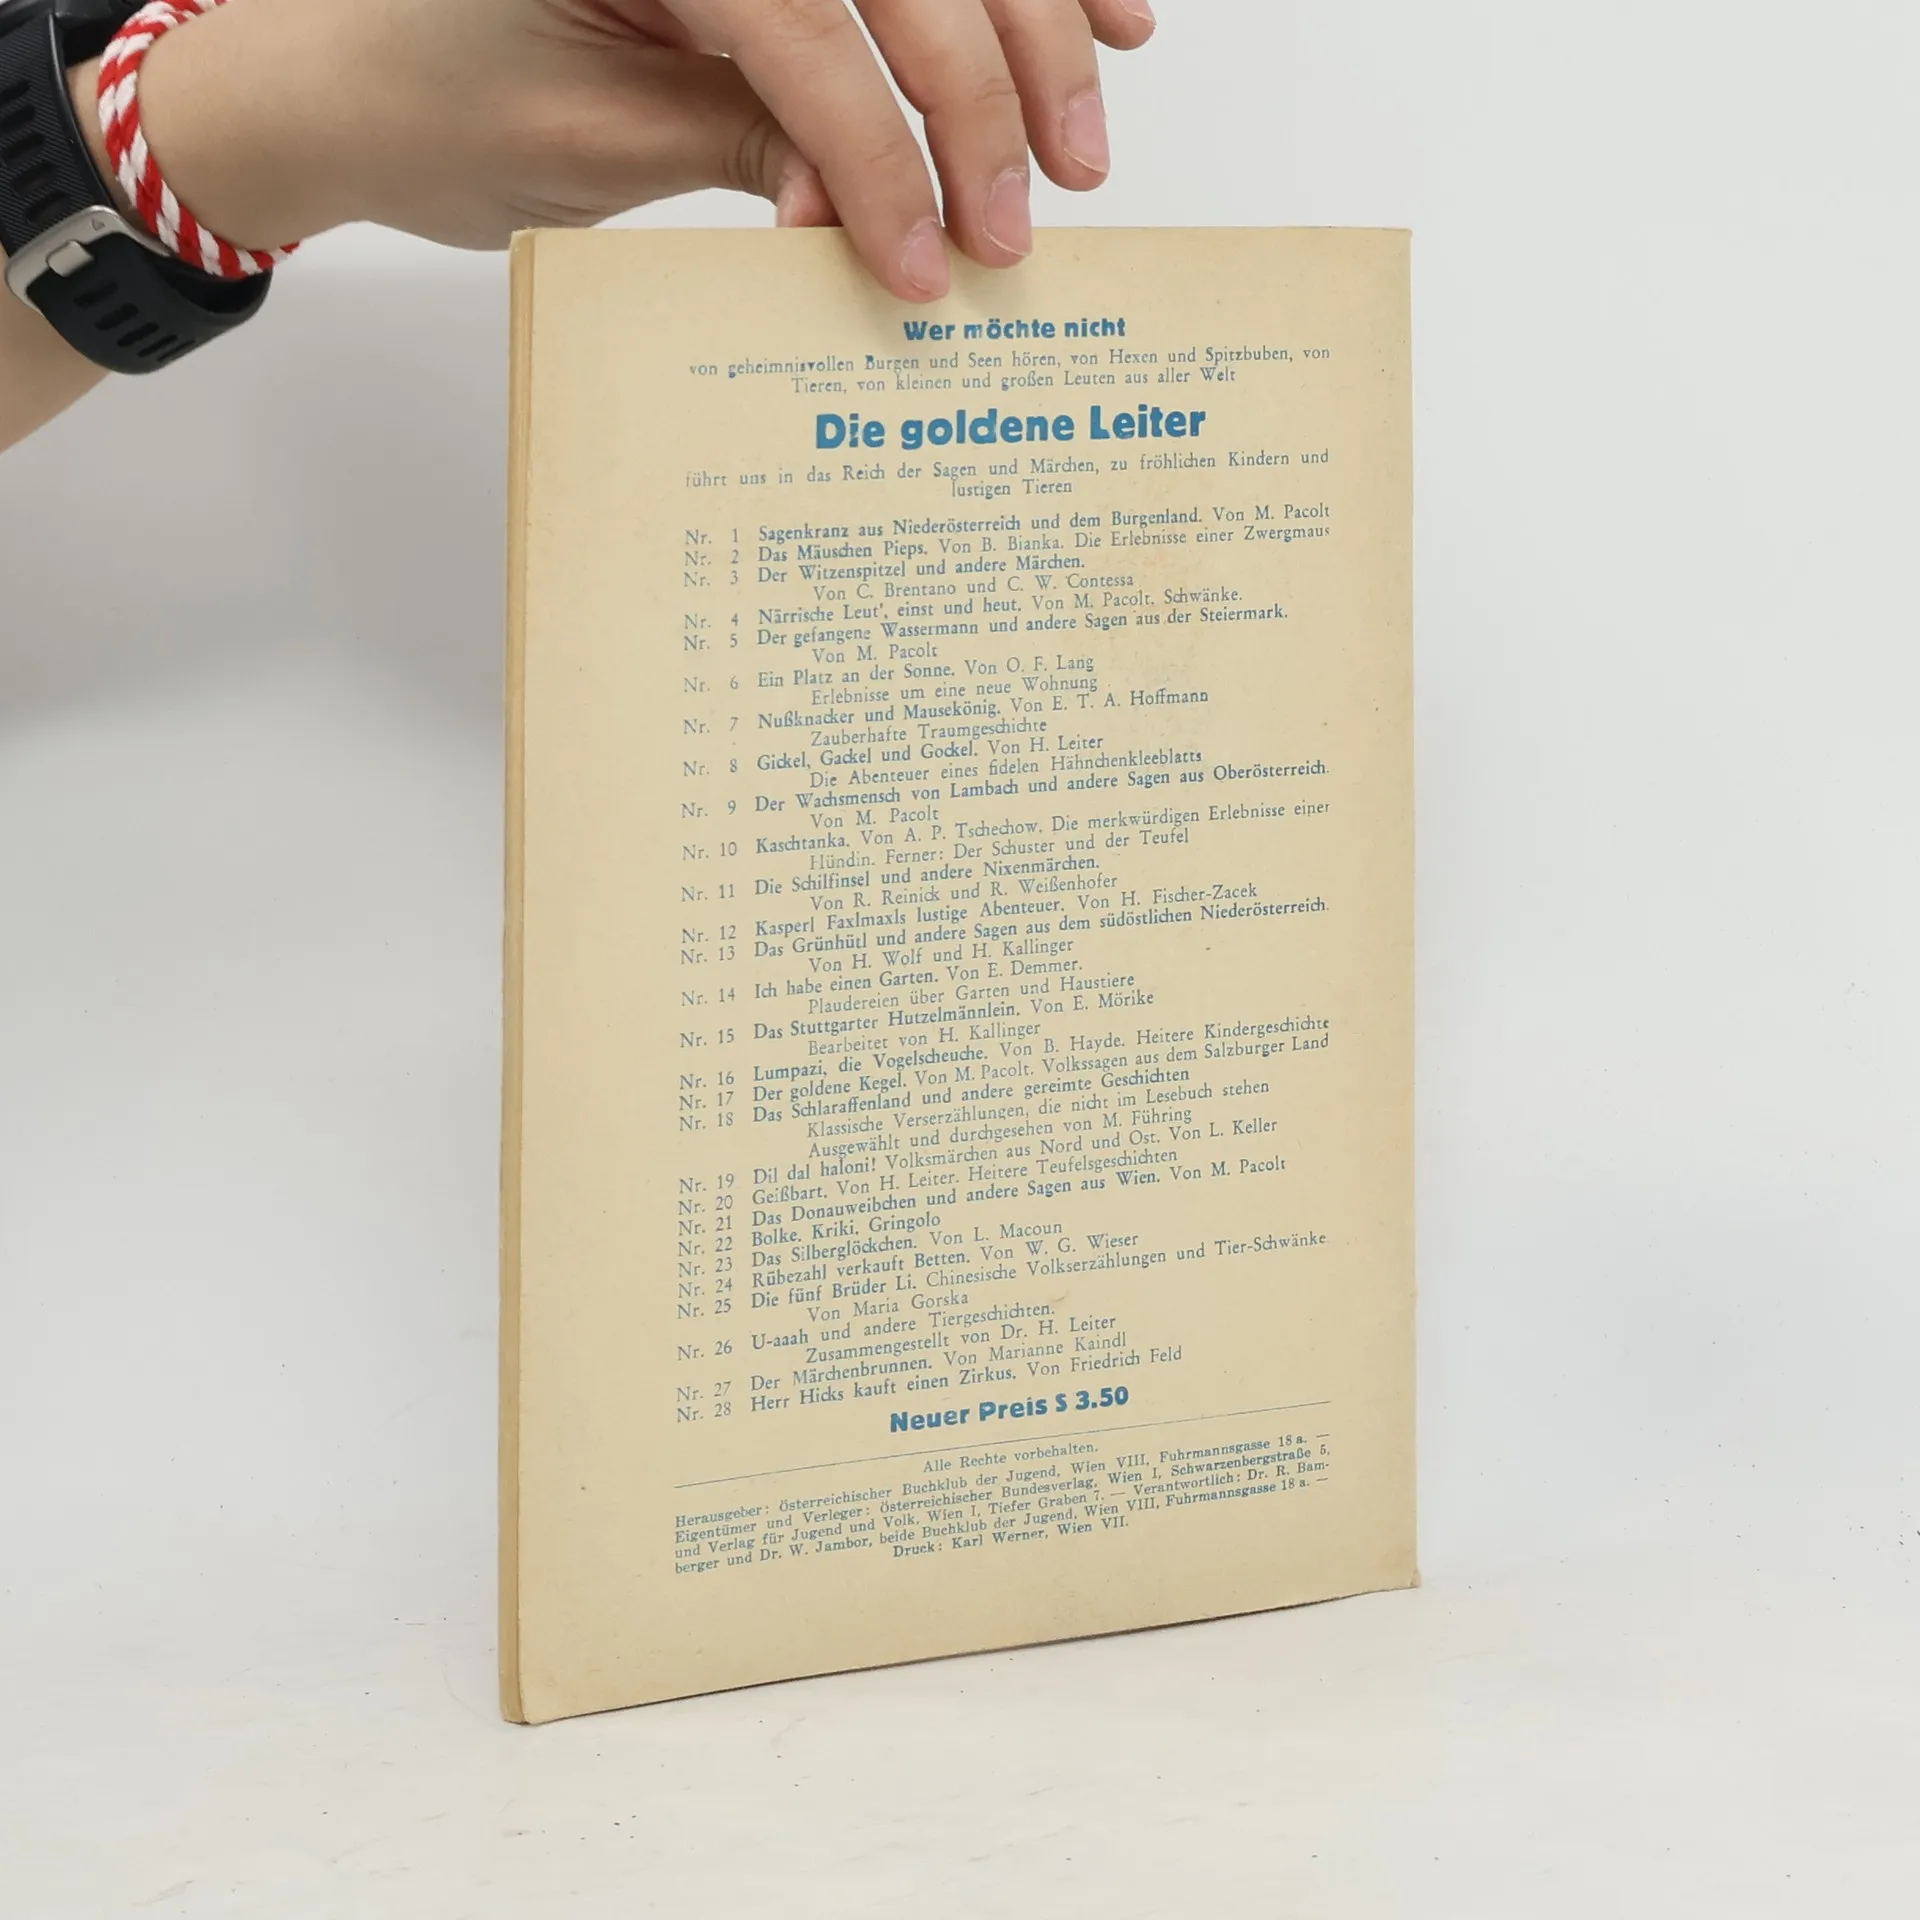 Wer möchte nicht
von geheimnisvollen Burgen und Seen hören, von Hexen und Spitzbuben, von
Tieren, von kleinen und großen Leuten aus aller Welt
Die goldene Leiter
führt uns in das Reich der Sagen und Märchen, zu fröhlichen Kindern und
lustigen Tieren
Nr. 1 Sagenkranz aus Niederösterreich und dem Burgenland. Von M. Pacolt
Nr. 2 Das Mäuschen Pieps. Von B. Bianka. Die Erlebnisse einer Zwergmaus
Nr. 3 Der Witzenspitzel und andere Märchen.
Von C. Brentano und C. W. Contessa
Nr. 4 Närrische Leut', einst und heut. Von M. Pacolt. Schwänke.
Nr. 5 Der gefangene Wassermann und andere Sagen aus der Steiermark.
Von M. Pacolt
Nr. 6 Ein Platz an der Sonne. Von O. F. Lang
Erlebnisse um eine neue Wohnung
Nr. 7 Nußknacker und Mausekönig. Von E. T. A. Hoffmann
Zauberhafte Traumgeschichte
Nr. 8 Gickel, Gackel und Gockel. Von H. Leiter
Die Abenteuer eines fidelen Hähnchenkleeblatts
Nr. 9 Der Wachsmensch von Lambach und andere Sagen aus Oberösterreich.
Von M. Pacolt
Nr. 10 Kaschtanka. Von A. P. Tschechow. Die merkwürdigen Erlebnisse einer
Hündin. Ferner: Der Schuster und der Teufel
Nr. 11 Die Schilfinsel und andere Nixenmärchen.
Von R. Reinick und R. Weißenhofer
Nr. 12 Kasperl Faxlmaxls lustige Abenteuer. Von H. Fischer-Zacek
Nr. 13 Das Grünhütl und andere Sagen aus dem südöstlichen Niederösterreich.
Von H. Wolf und H. Kallinger
Nr. 14 Ich habe einen Garten. Von E. Demmer.
Plaudereien über Garten und Haustiere
Nr. 15 Das Stuttgarter Hutzelmännlein. Von E. Mörike
Bearbeitet von H. Kallinger
Nr. 16 Lumpazi, die Vogelscheuche. Von B. Hayde. Heitere Kindergeschichte
Nr. 17 Der goldene Kegel. Von M. Pacolt. Volkssagen aus dem Salzburger Land
Nr. 18 Das Schlaraffenland und andere gereimte Geschichten
Klassische Verserzählungen, die nicht im Lesebuch stehen
Ausgewählt und durchgesehen von M. Führing
Nr. 19 Dil dal haloni! Volksmärchen aus Nord und Ost. Von L. Keller
Nr. 20 Geißbart. Von H. Leiter. Heitere Teufelsgeschichten
Nr. 21 Das Donauweibchen und andere Sagen aus Wien. Von M. Pacolt
Nr. 22 Bolke, Kriki, Gringolo
Nr. 23 Das Silberglöckchen. Von L. Macoun
Nr. 24 Rübezahl verkauft Betten. Von W. G. Wieser
Nr. 25 Die fünf Brüder Li. Chinesische Volkserzählungen und Tier-Schwänke
Von Maria Gorska
Nr. 26 U-aaah und andere Tiergeschichten.
Zusammengestellt von Dr. H. Leiter
Nr. 27 Der Märchenbrunnen. Von Marianne Kaindl
Nr. 28 Herr Hicks kauft einen Zirkus. Von Friedrich Feld
Neuer Preis S 3.50
Alle Rechte vorbehalten.
Herausgeber: Österreichischer Buchklub der Jugend, Wien VIII, Fuhrmannsgasse 18 a. —
Eigentümer und Verleger: Österreichischer Bundesverlag, Wien I, Schwarzenbergstraße 5,
und Verlag für Jugend und Volk, Wien I, Tiefer Graben 7. — Verantwortlich: Dr. R. Bam-
berger und Dr. W. Jambor, beide Buchklub der Jugend, Wien VIII, Fuhrmannsgasse 18 a. —
Druck: Karl Werner, Wien VII.